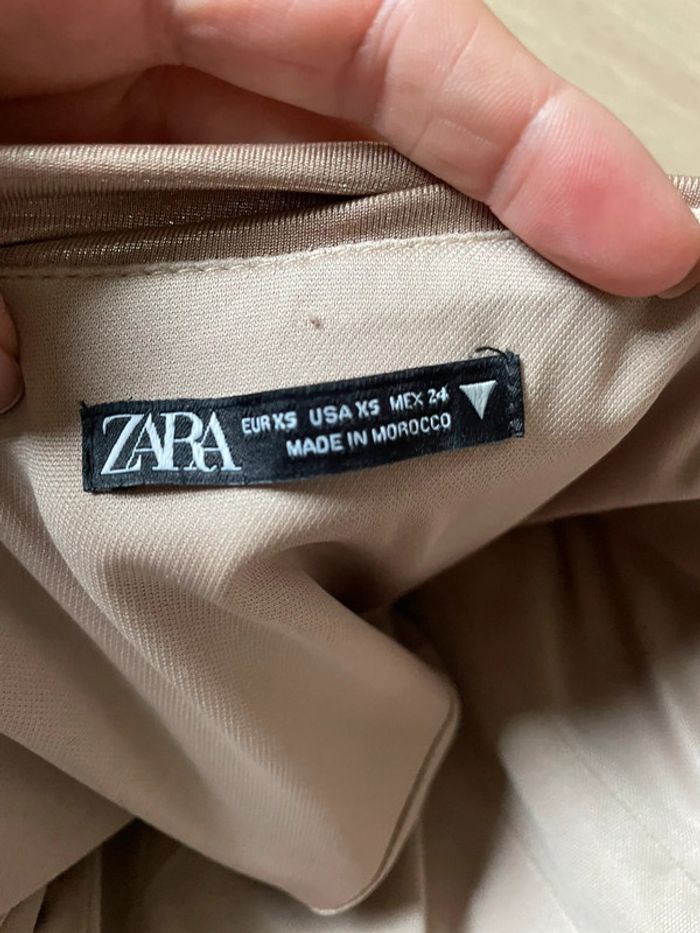 ZARA
EUR XS USA XS MEX 24
MADE IN MOROCCO